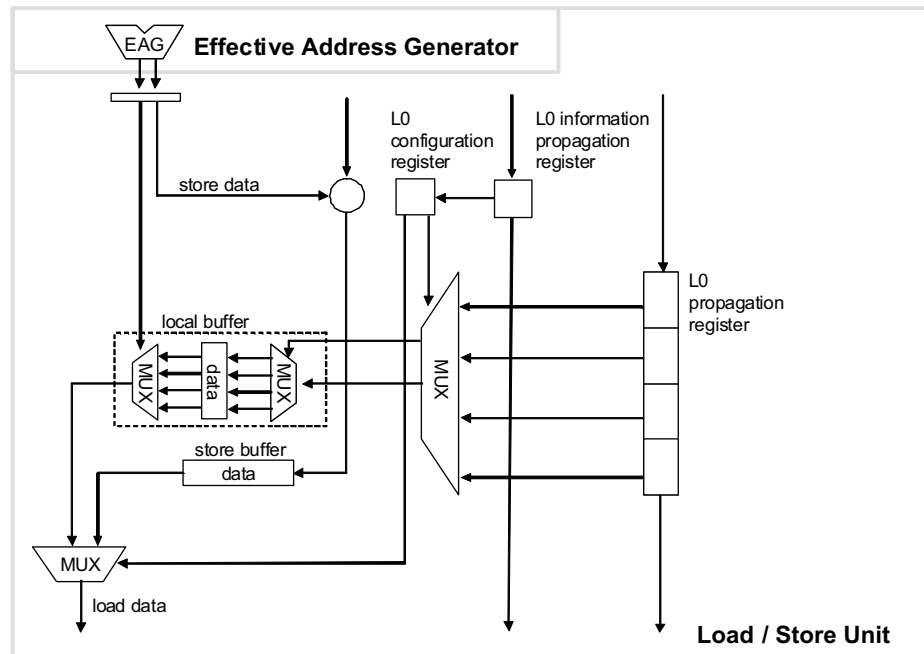 EAG
Effective Address Generator
L0
configuration
register
L0 information
propagation
register
store data
L0
propagation
register
local buffer
MUX
data
MUX
MUX
store buffer
data
MUX
load data
Load / Store Unit